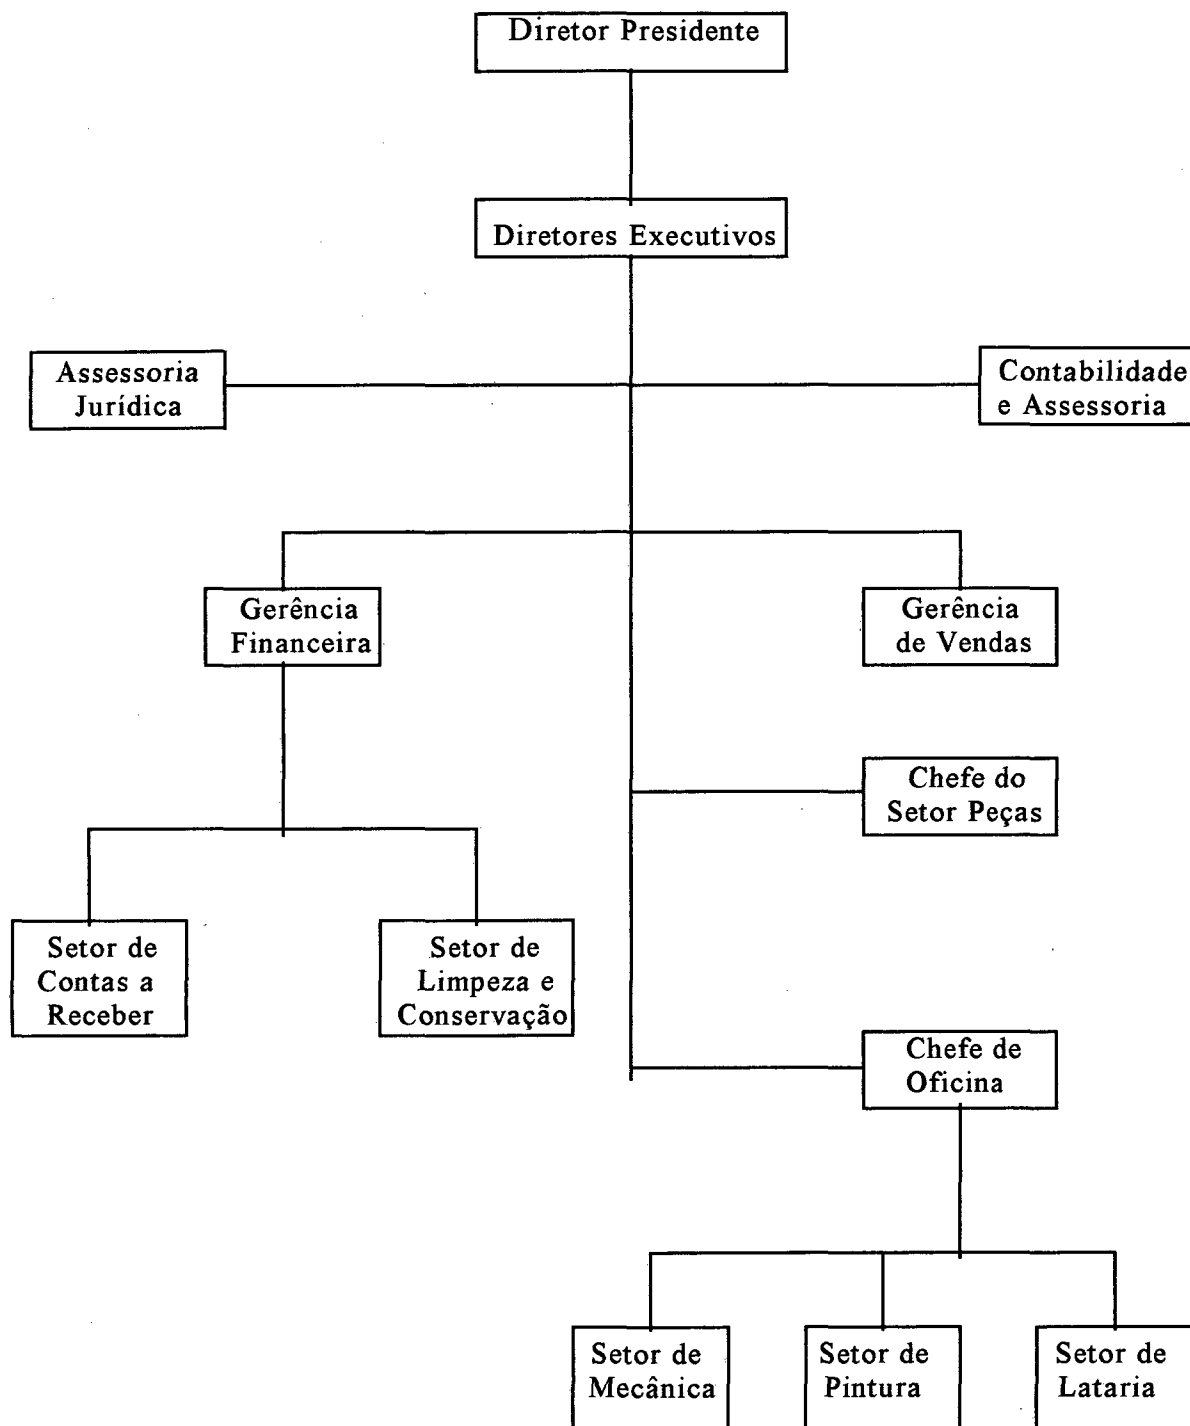 Diretor Presidente
Diretores Executivos
Assessoria
Jurídica
Contabilidade
e Assessoria
Gerência
Financeira
Gerência
de Vendas
Chefe do
Setor Peças
Setor de
Contas a
Receber
Setor de
Limpeza e
Conservação
Chefe de
Oficina
Setor de
Mecânica
Setor de
Pintura
Setor de
Lataria